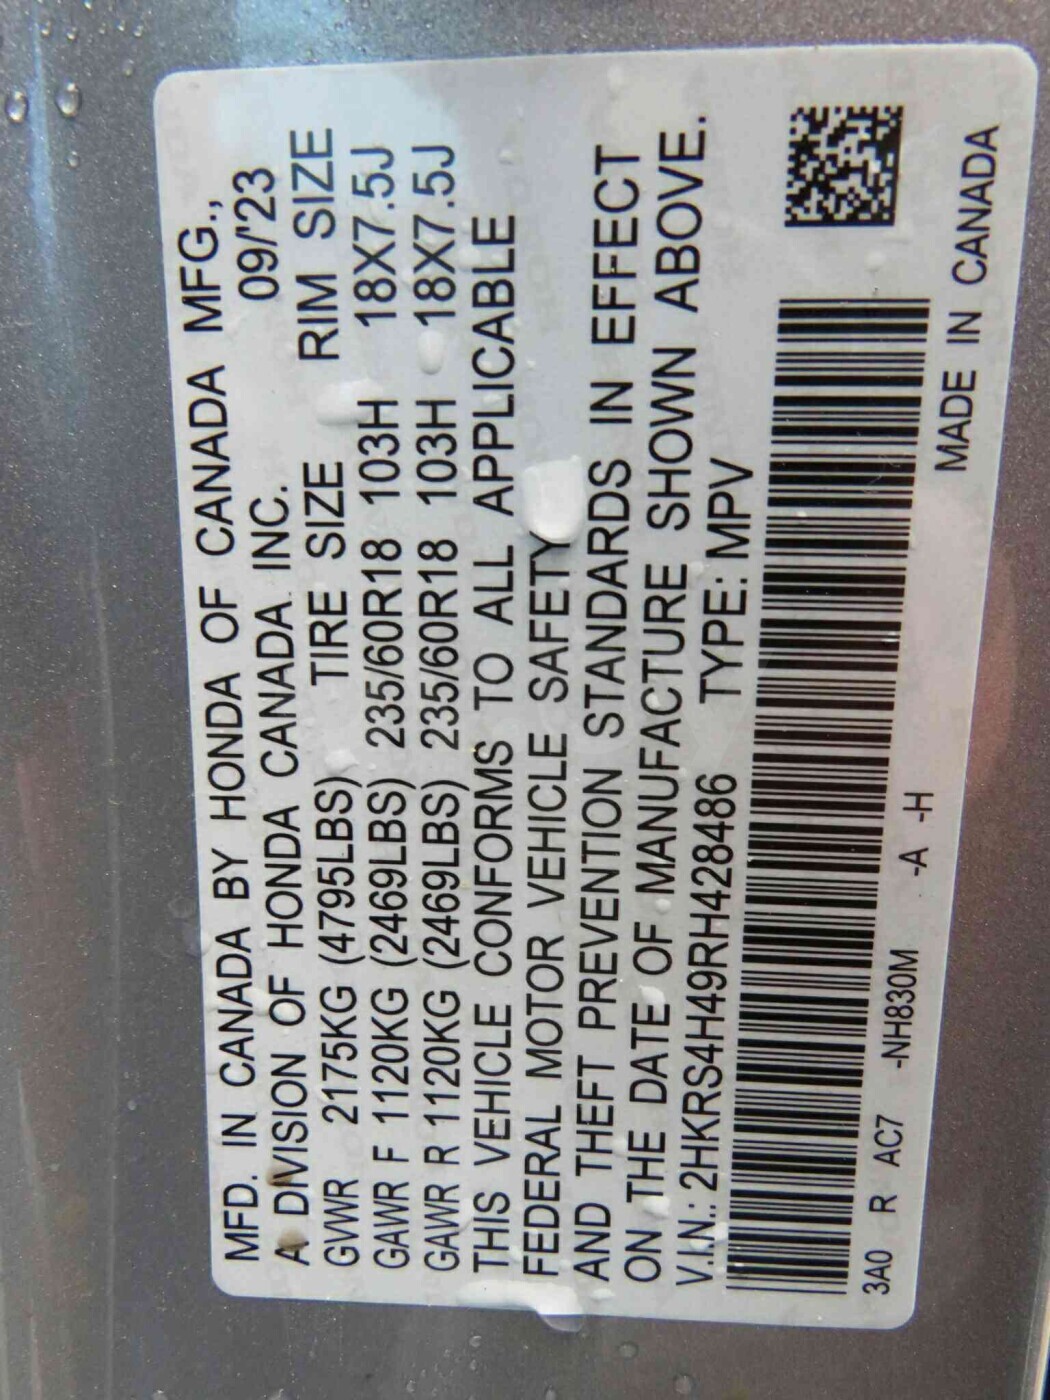 MFD. IN CANADA BY HONDA OF CANADA MFG.,
A DIVISION OF HONDA CANADA INC. 09/'23
GVWR 2175KG (4795LBS) TIRE SIZE RIM SIZE
GAWR F 1120KG (2469LBS) 235/60R18 103H 18X7.5J
GAWR R 1120KG (2469LBS) 235/60R18 103H 18X7.5J
THIS VEHICLE CONFORMS TO ALL APPLICABLE
FEDERAL MOTOR VEHICLE SAFETY
AND THEFT PREVENTION STANDARDS IN EFFECT
ON THE DATE OF MANUFACTURE SHOWN ABOVE.
V.I.N.: 2HKRS4H49RH428486 TYPE: MPV
3A0 R AC7 -NH830M -A -H
MADE IN CANADA